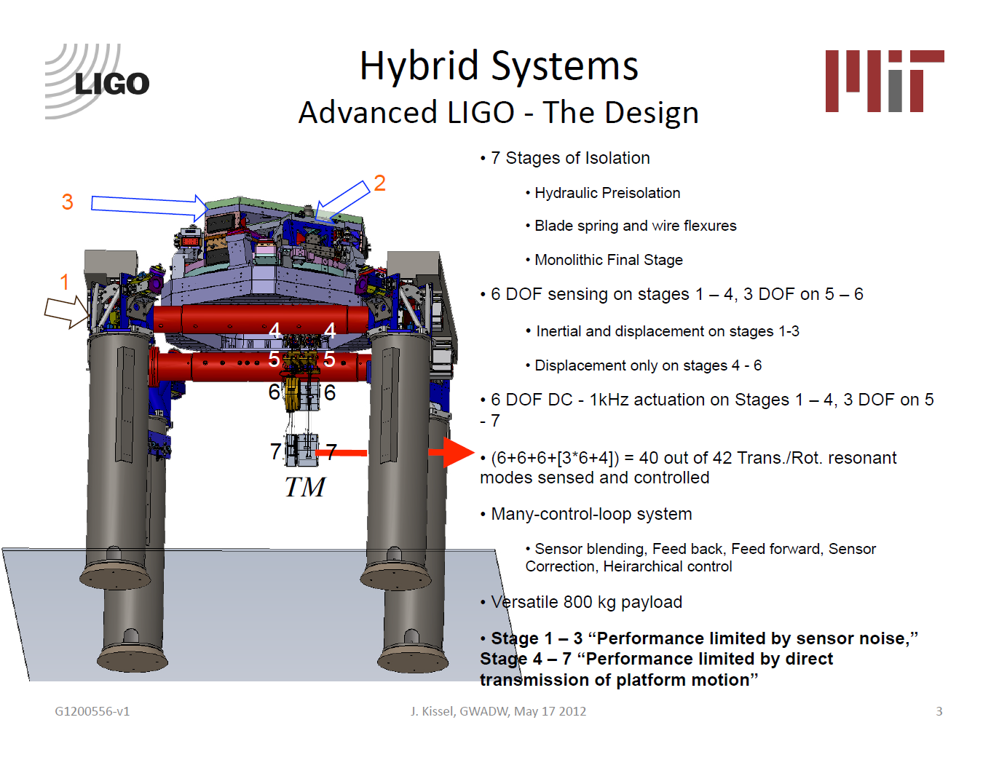 LIGO
Hybrid Systems
Advanced LIGO - The Design
MIT
• 7 Stages of Isolation
• Hydraulic Preisolation
• Blade spring and wire flexures
• Monolithic Final Stage
• 6 DOF sensing on stages 1 – 4, 3 DOF on 5 – 6
• Inertial and displacement on stages 1-3
• Displacement only on stages 4 - 6
• 6 DOF DC - 1kHz actuation on Stages 1 – 4, 3 DOF on 5
- 7
• (6+6+6+[3*6+4]) = 40 out of 42 Trans./Rot. resonant
modes sensed and controlled
• Many-control-loop system
• Sensor blending, Feed back, Feed forward, Sensor
Correction, Heirarchical control
• Versatile 800 kg payload
• Stage 1 – 3 “Performance limited by sensor noise,”
Stage 4 – 7 “Performance limited by direct
transmission of platform motion”
2
3
1
4 4
5 5
6 6
7 7
TM
G1200556-v1
J. Kissel, GWADW, May 17 2012
3